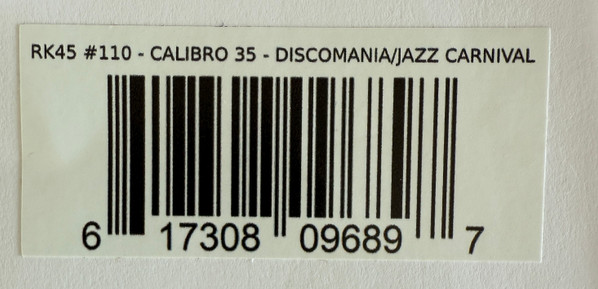 RK45 #110 - CALIBRO 35 - DISCOMANIA/JAZZ CARNIVAL
6 17308 09689 7